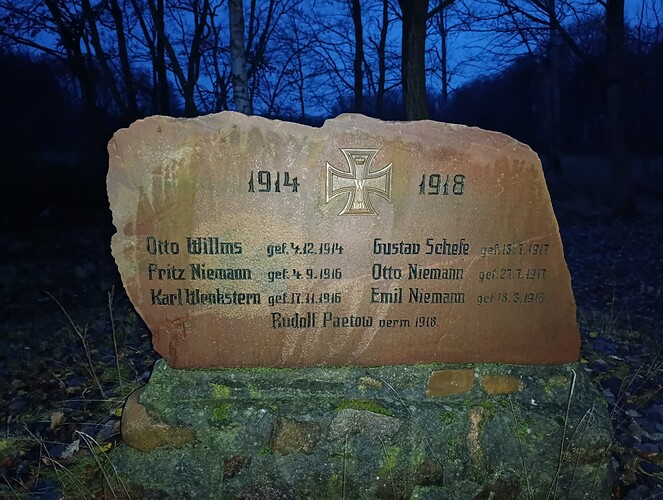 1914 W 1914 1918
Otto Willms gef. 4.12.1914 Gustav Schefe gef. 13.7.1917
Fritz Niemann gef. 4.9.1916 Otto Niemann gef. 27.7.1917
Karl Wenkstern gef. 17.11.1916 Emil Niemann gef. 18.3.1918
Rudolf Paetow verm 1918.